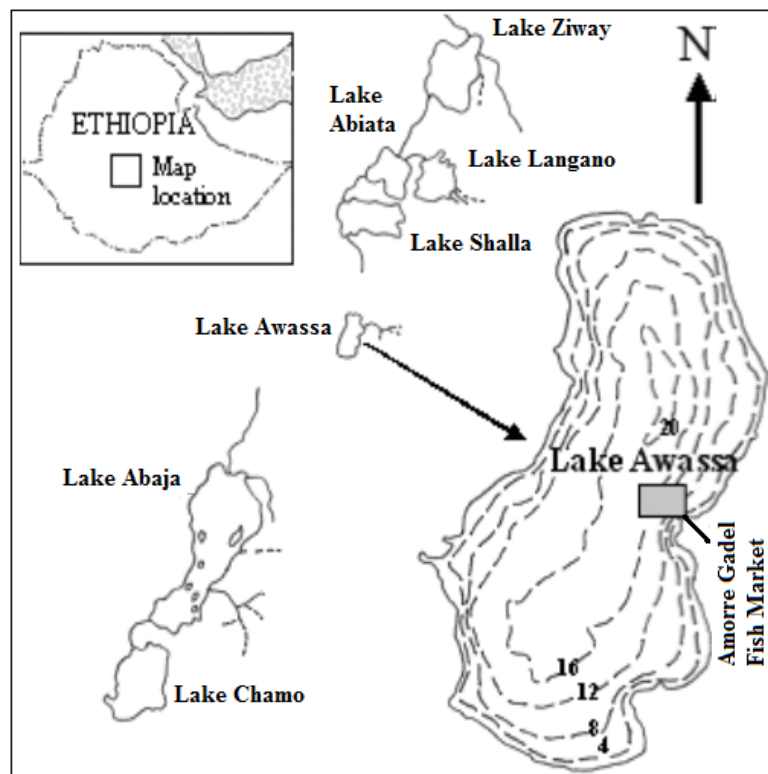 ETHIOPIA
Map
location
Lake Ziway
Lake
Abiata
Lake Langano
Lake Shalla
N
Lake Awassa
20
Lake Awassa
Amorre Gadel
Fish Market
Lake Abaja
Lake Chamo
16
12
8
4